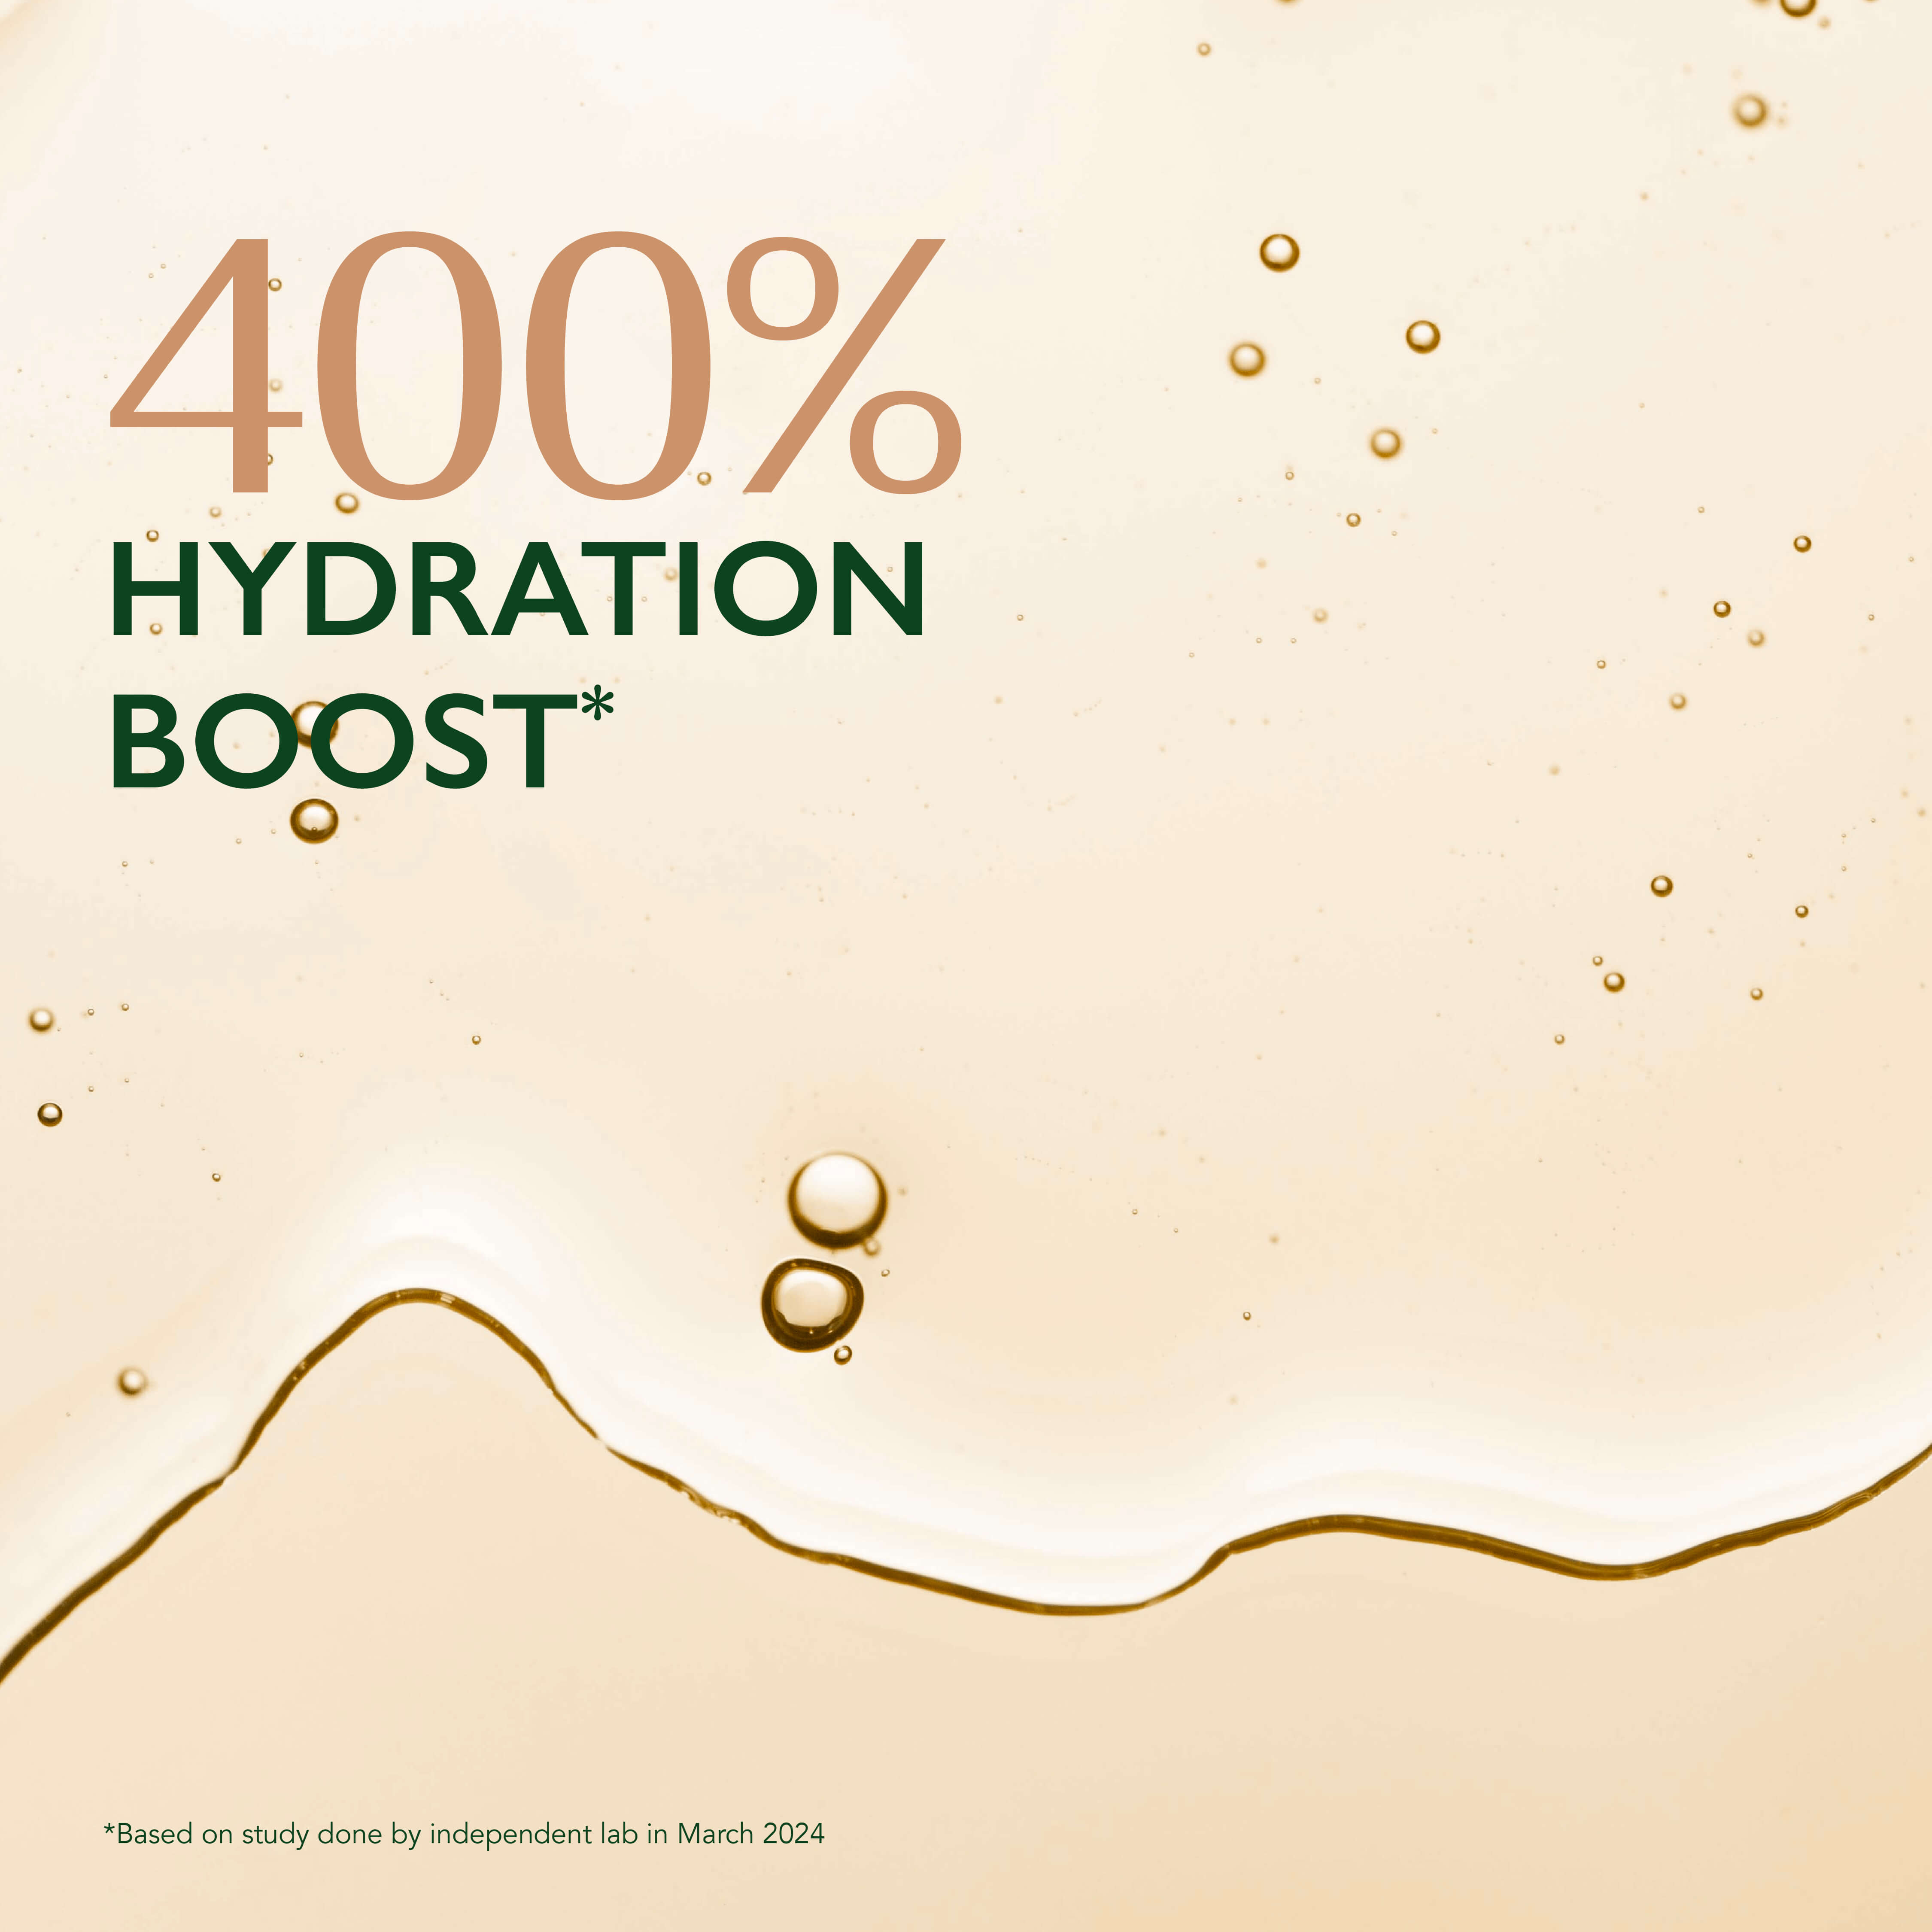 400%
HYDRATION
BOOST*
*Based on study done by independent lab in March 2024